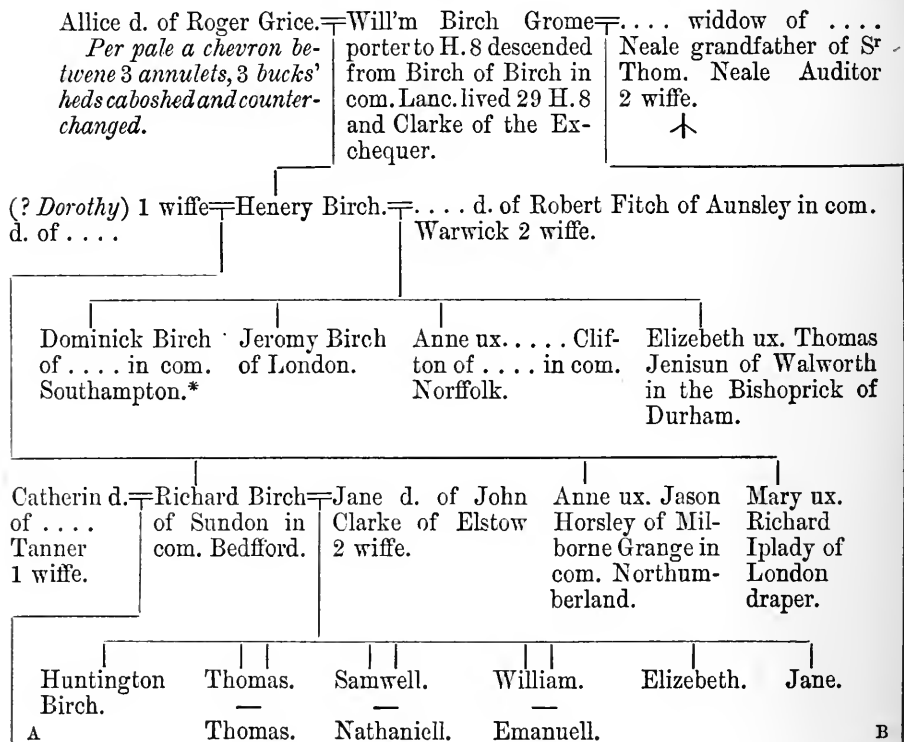 Allice d. of Roger Grice.
Per pale a chevron be-
twene 3 annulets, 3 bucks'
heds caboshed and counter-
changed.
Will'm Birch Grome
porter to H. 8 descended
from Birch of Birch in
com. Lanc. lived 29 H. 8
and Clarke of the Ex-
chequer.
. . . . widdow of . . . .
Neale grandfather of Sr
Thom. Neale Auditor
2 wiffe.
(? Dorothy) 1 wiffe
d. of . . . .
Henery Birch.
. . . . d. of Robert Fitch of Aunsley in com.
Warwick 2 wiffe.
Dominick Birch
of . . . . in com.
Southampton.*
Jeromy Birch
of London.
Anne ux. . . . . Clif-
ton of . . . . in com.
Norffolk.
Elizebeth ux. Thomas
Jenisun of Walworth
in the Bishoprick of
Durham.
Catherin d.
of . . . .
Tanner
1 wiffe.
Richard Birch
of Sundon in
com. Bedfford.
Jane d. of John
Clarke of Elstow
2 wiffe.
Anne ux. Jason
Horsley of Mil-
borne Grange in
com. Northum-
berland.
Mary ux.
Richard
Iplady of
London
draper.
Huntington
Birch.
Thomas.
—
Thomas.
Samwell.
—
Nathaniell.
William.
—
Emanuell.
Elizebeth.
Jane.
A
B